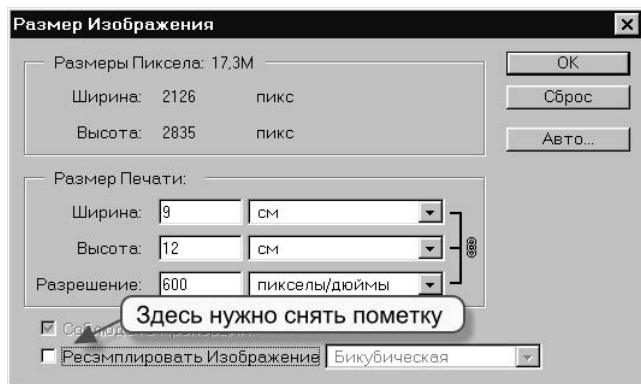 Размер Изображения
Размеры Пиксела: 17,3M
OK
Ширина: 2126 пикс
Сброс
Высота: 2835 пикс
Авто...
Размер Печати:
Ширина: 9 см
Высота: 12 см
Разрешение: 600 пикселы/дюймы
Здесь нужно снять пометку
Ресэмплировать Изображение Бикубическая